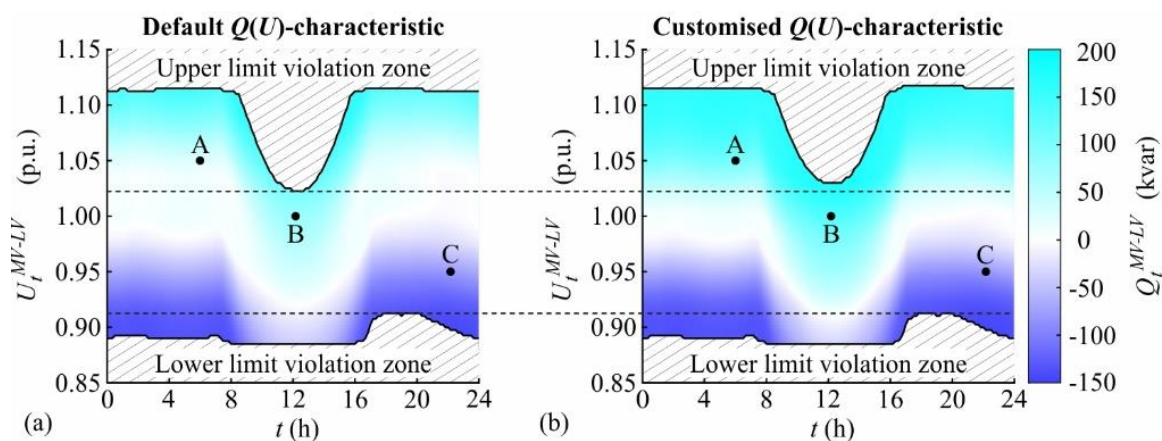 Default Q(U)-characteristic
1.15
1.10
1.05
1.00
0.95
0.90
0.85
U_t^{MV-LV} (p.u.)
Upper limit violation zone
A
B
C
Lower limit violation zone
0 4 8 12 16 20 24
(a)
t (h)
Customised Q(U)-characteristic
1.15
1.10
1.05
1.00
0.95
0.90
0.85
U_t^{MV-LV} (p.u.)
Upper limit violation zone
A
B
C
Lower limit violation zone
0 4 8 12 16 20 24
(b)
t (h)
200
150
100
50
0
-50
-100
-150
Q_t^{MV-LV} (kvar)